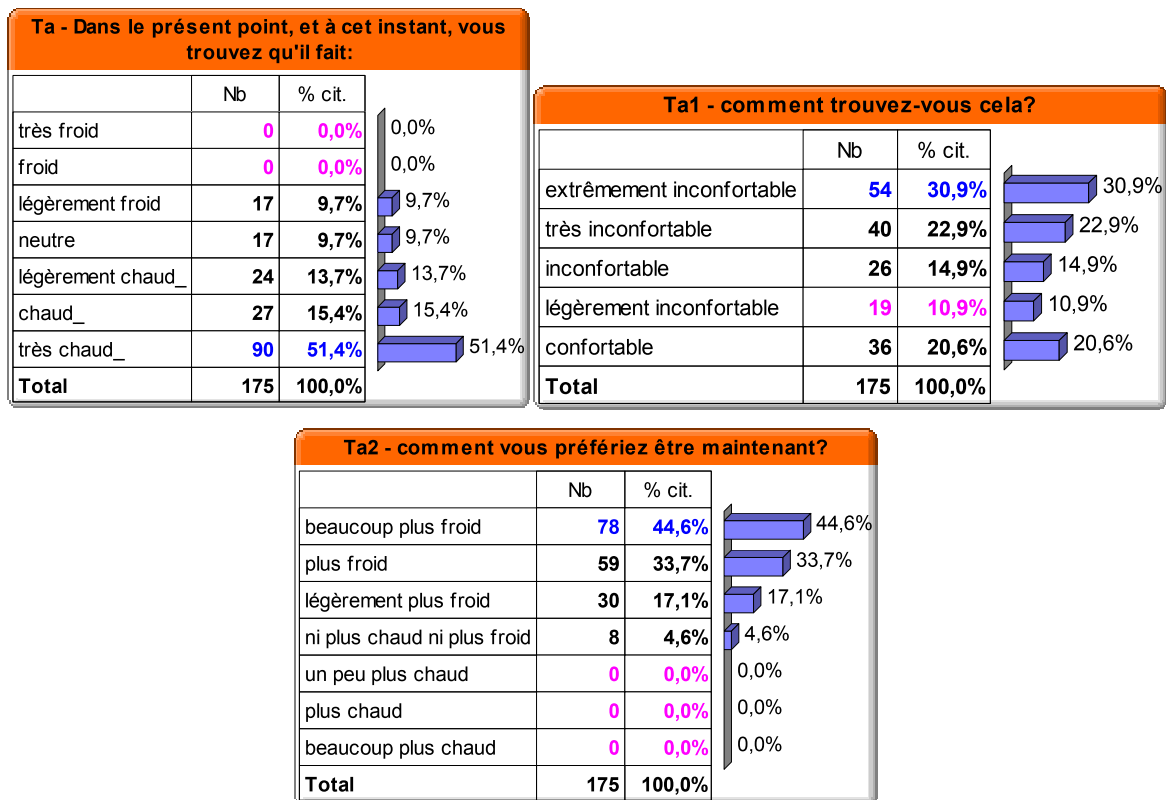 Ta - Dans le présent point, et à cet instant, vous
trouvez qu'il fait:
Nb % cit.
très froid 0 0,0% 0,0%
froid 0 0,0% 0,0%
légèrement froid 17 9,7% 9,7%
neutre 17 9,7% 9,7%
légèrement chaud_ 24 13,7% 13,7%
chaud_ 27 15,4% 15,4%
très chaud_ 90 51,4% 51,4%
Total 175 100,0%
Ta1 - comment trouvez-vous cela?
Nb % cit.
extrêmement inconfortable 54 30,9% 30,9%
très inconfortable 40 22,9% 22,9%
inconfortable 26 14,9% 14,9%
légèrement inconfortable 19 10,9% 10,9%
confortable 36 20,6% 20,6%
Total 175 100,0%
Ta2 - comment vous préfériez être maintenant?
Nb % cit.
beaucoup plus froid 78 44,6% 44,6%
plus froid 59 33,7% 33,7%
légèrement plus froid 30 17,1% 17,1%
ni plus chaud ni plus froid 8 4,6% 4,6%
un peu plus chaud 0 0,0% 0,0%
plus chaud 0 0,0% 0,0%
beaucoup plus chaud 0 0,0% 0,0%
Total 175 100,0%